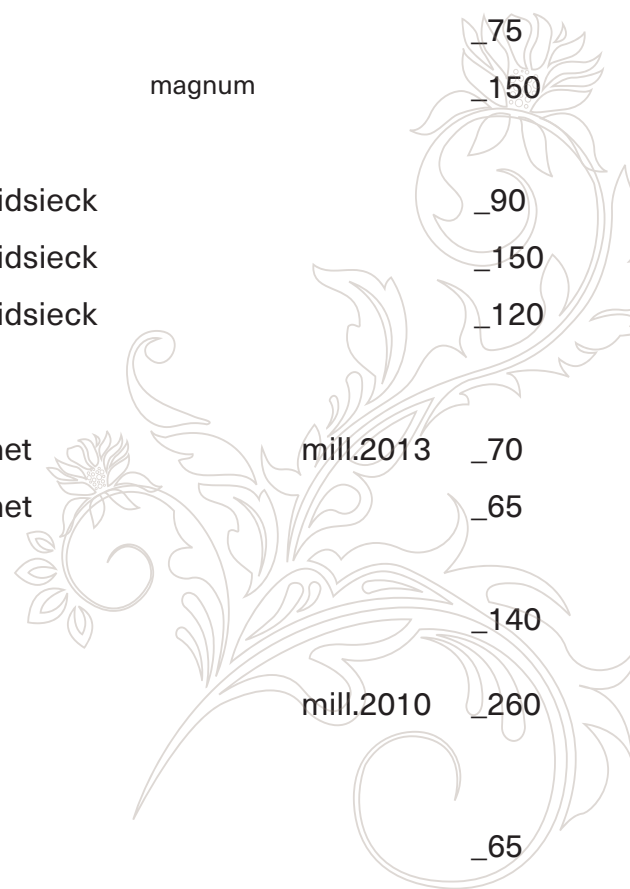 _75
magnum _150
idsieck _90
idsieck _150
idsieck _120
net mill.2013 _70
net _65
_140
mill.2010 _260
_65